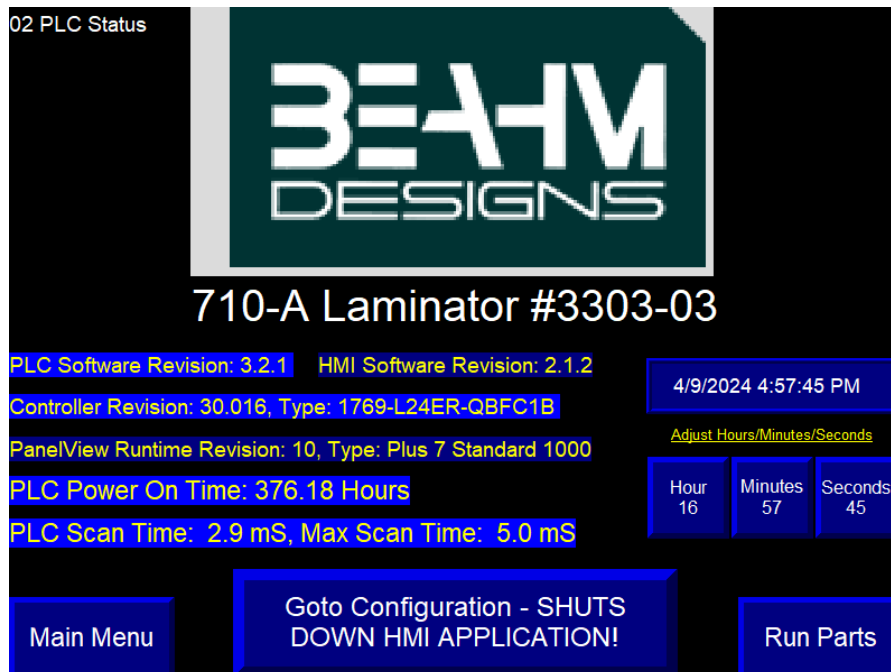 02 PLC Status
BEAHM
DESIGNS
710-A Laminator #3303-03
PLC Software Revision: 3.2.1
HMI Software Revision: 2.1.2
4/9/2024 4:57:45 PM
Controller Revision: 30.016, Type: 1769-L24ER-QBFC1B
Adjust Hours/Minutes/Seconds
PanelView Runtime Revision: 10, Type: Plus 7 Standard 1000
PLC Power On Time: 376.18 Hours
Hour
16
Minutes
57
Seconds
45
PLC Scan Time:  2.9 mS, Max Scan Time:  5.0 mS
Main Menu
Goto Configuration - SHUTS
DOWN HMI APPLICATION!
Run Parts